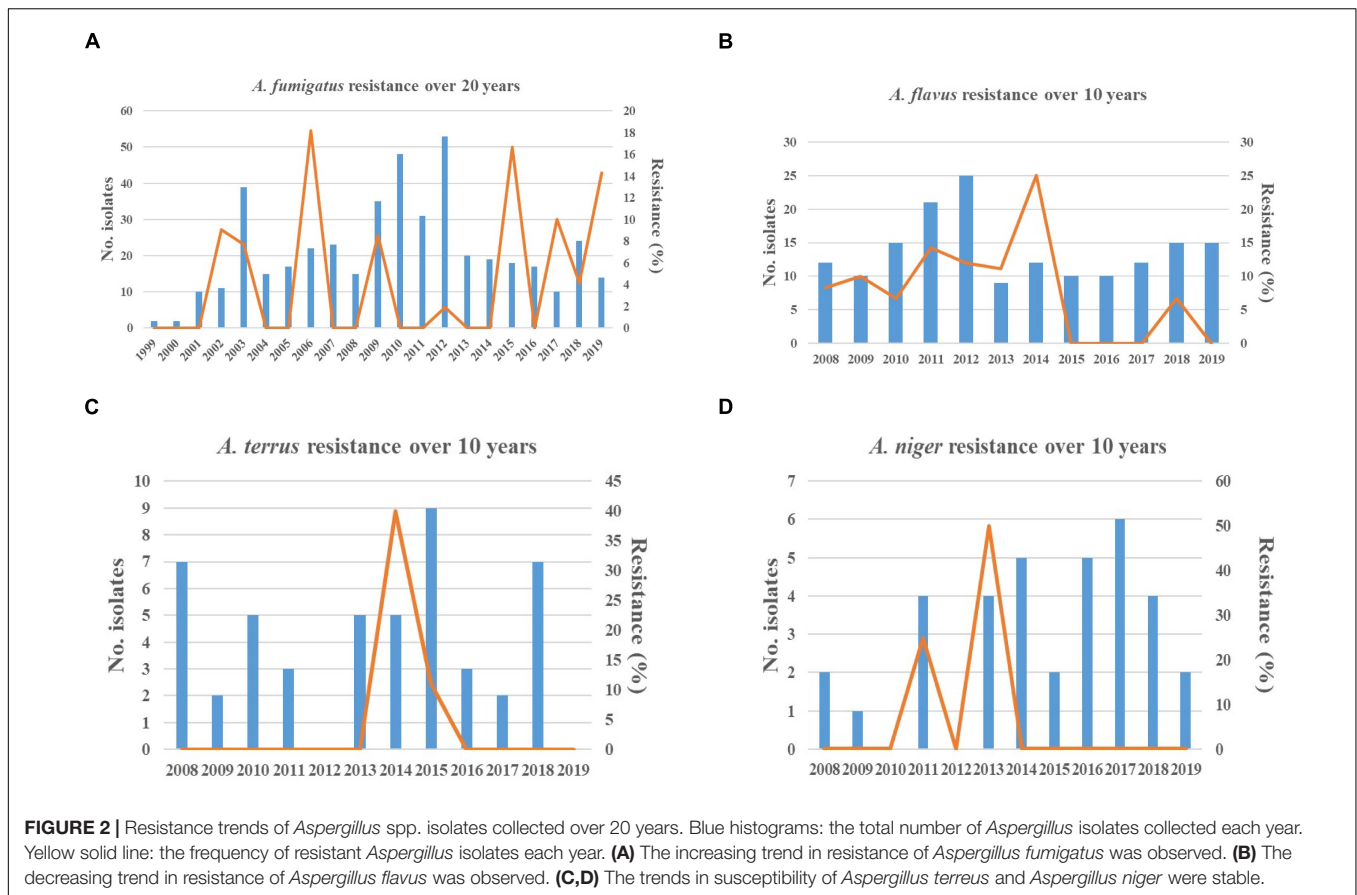 A
A. fumigatus resistance over 20 years
No. isolates
Resistance (%)
60
50
40
30
20
10
0
20
18
16
14
12
10
8
6
4
2
0
1999 2000 2001 2002 2003 2004 2005 2006 2007 2008 2009 2010 2011 2012 2013 2014 2015 2016 2017 2018 2019
B
A. flavus resistance over 10 years
No. isolates
Resistance (%)
30
25
20
15
10
5
0
30
25
20
15
10
5
0
2008 2009 2010 2011 2012 2013 2014 2015 2016 2017 2018 2019
C
A. terrus resistance over 10 years
No. isolates
Resistance (%)
10
9
8
7
6
5
4
3
2
1
0
45
40
35
30
25
20
15
10
5
0
2008 2009 2010 2011 2012 2013 2014 2015 2016 2017 2018 2019
D
A. niger resistance over 10 years
No. isolates
Resistance (%)
7
6
5
4
3
2
1
0
60
50
40
30
20
10
0
2008 2009 2010 2011 2012 2013 2014 2015 2016 2017 2018 2019
FIGURE 2 | Resistance trends of Aspergillus spp. isolates collected over 20 years. Blue histograms: the total number of Aspergillus isolates collected each year.
Yellow solid line: the frequency of resistant Aspergillus isolates each year. (A) The increasing trend in resistance of Aspergillus fumigatus was observed. (B) The
decreasing trend in resistance of Aspergillus flavus was observed. (C,D) The trends in susceptibility of Aspergillus terreus and Aspergillus niger were stable.